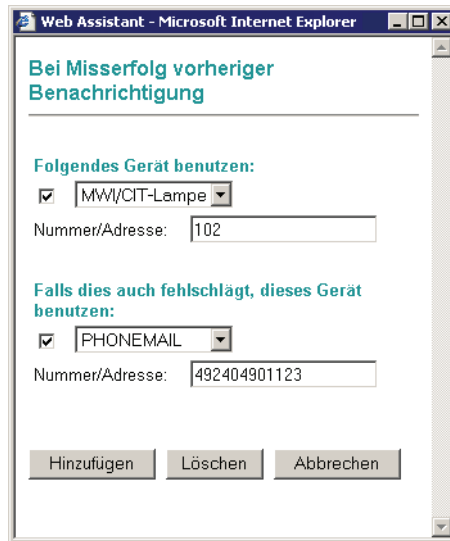 Web Assistant - Microsoft Internet Explorer
Bei Misserfolg vorheriger
Benachrichtigung
Folgendes Gerät benutzen:
MWI/CIT-Lampe
Nummer/Adresse: 102
Falls dies auch fehlschlägt, dieses Gerät
benutzen:
PHONEMAIL
Nummer/Adresse: 492404901123
Hinzufügen Löschen Abbrechen